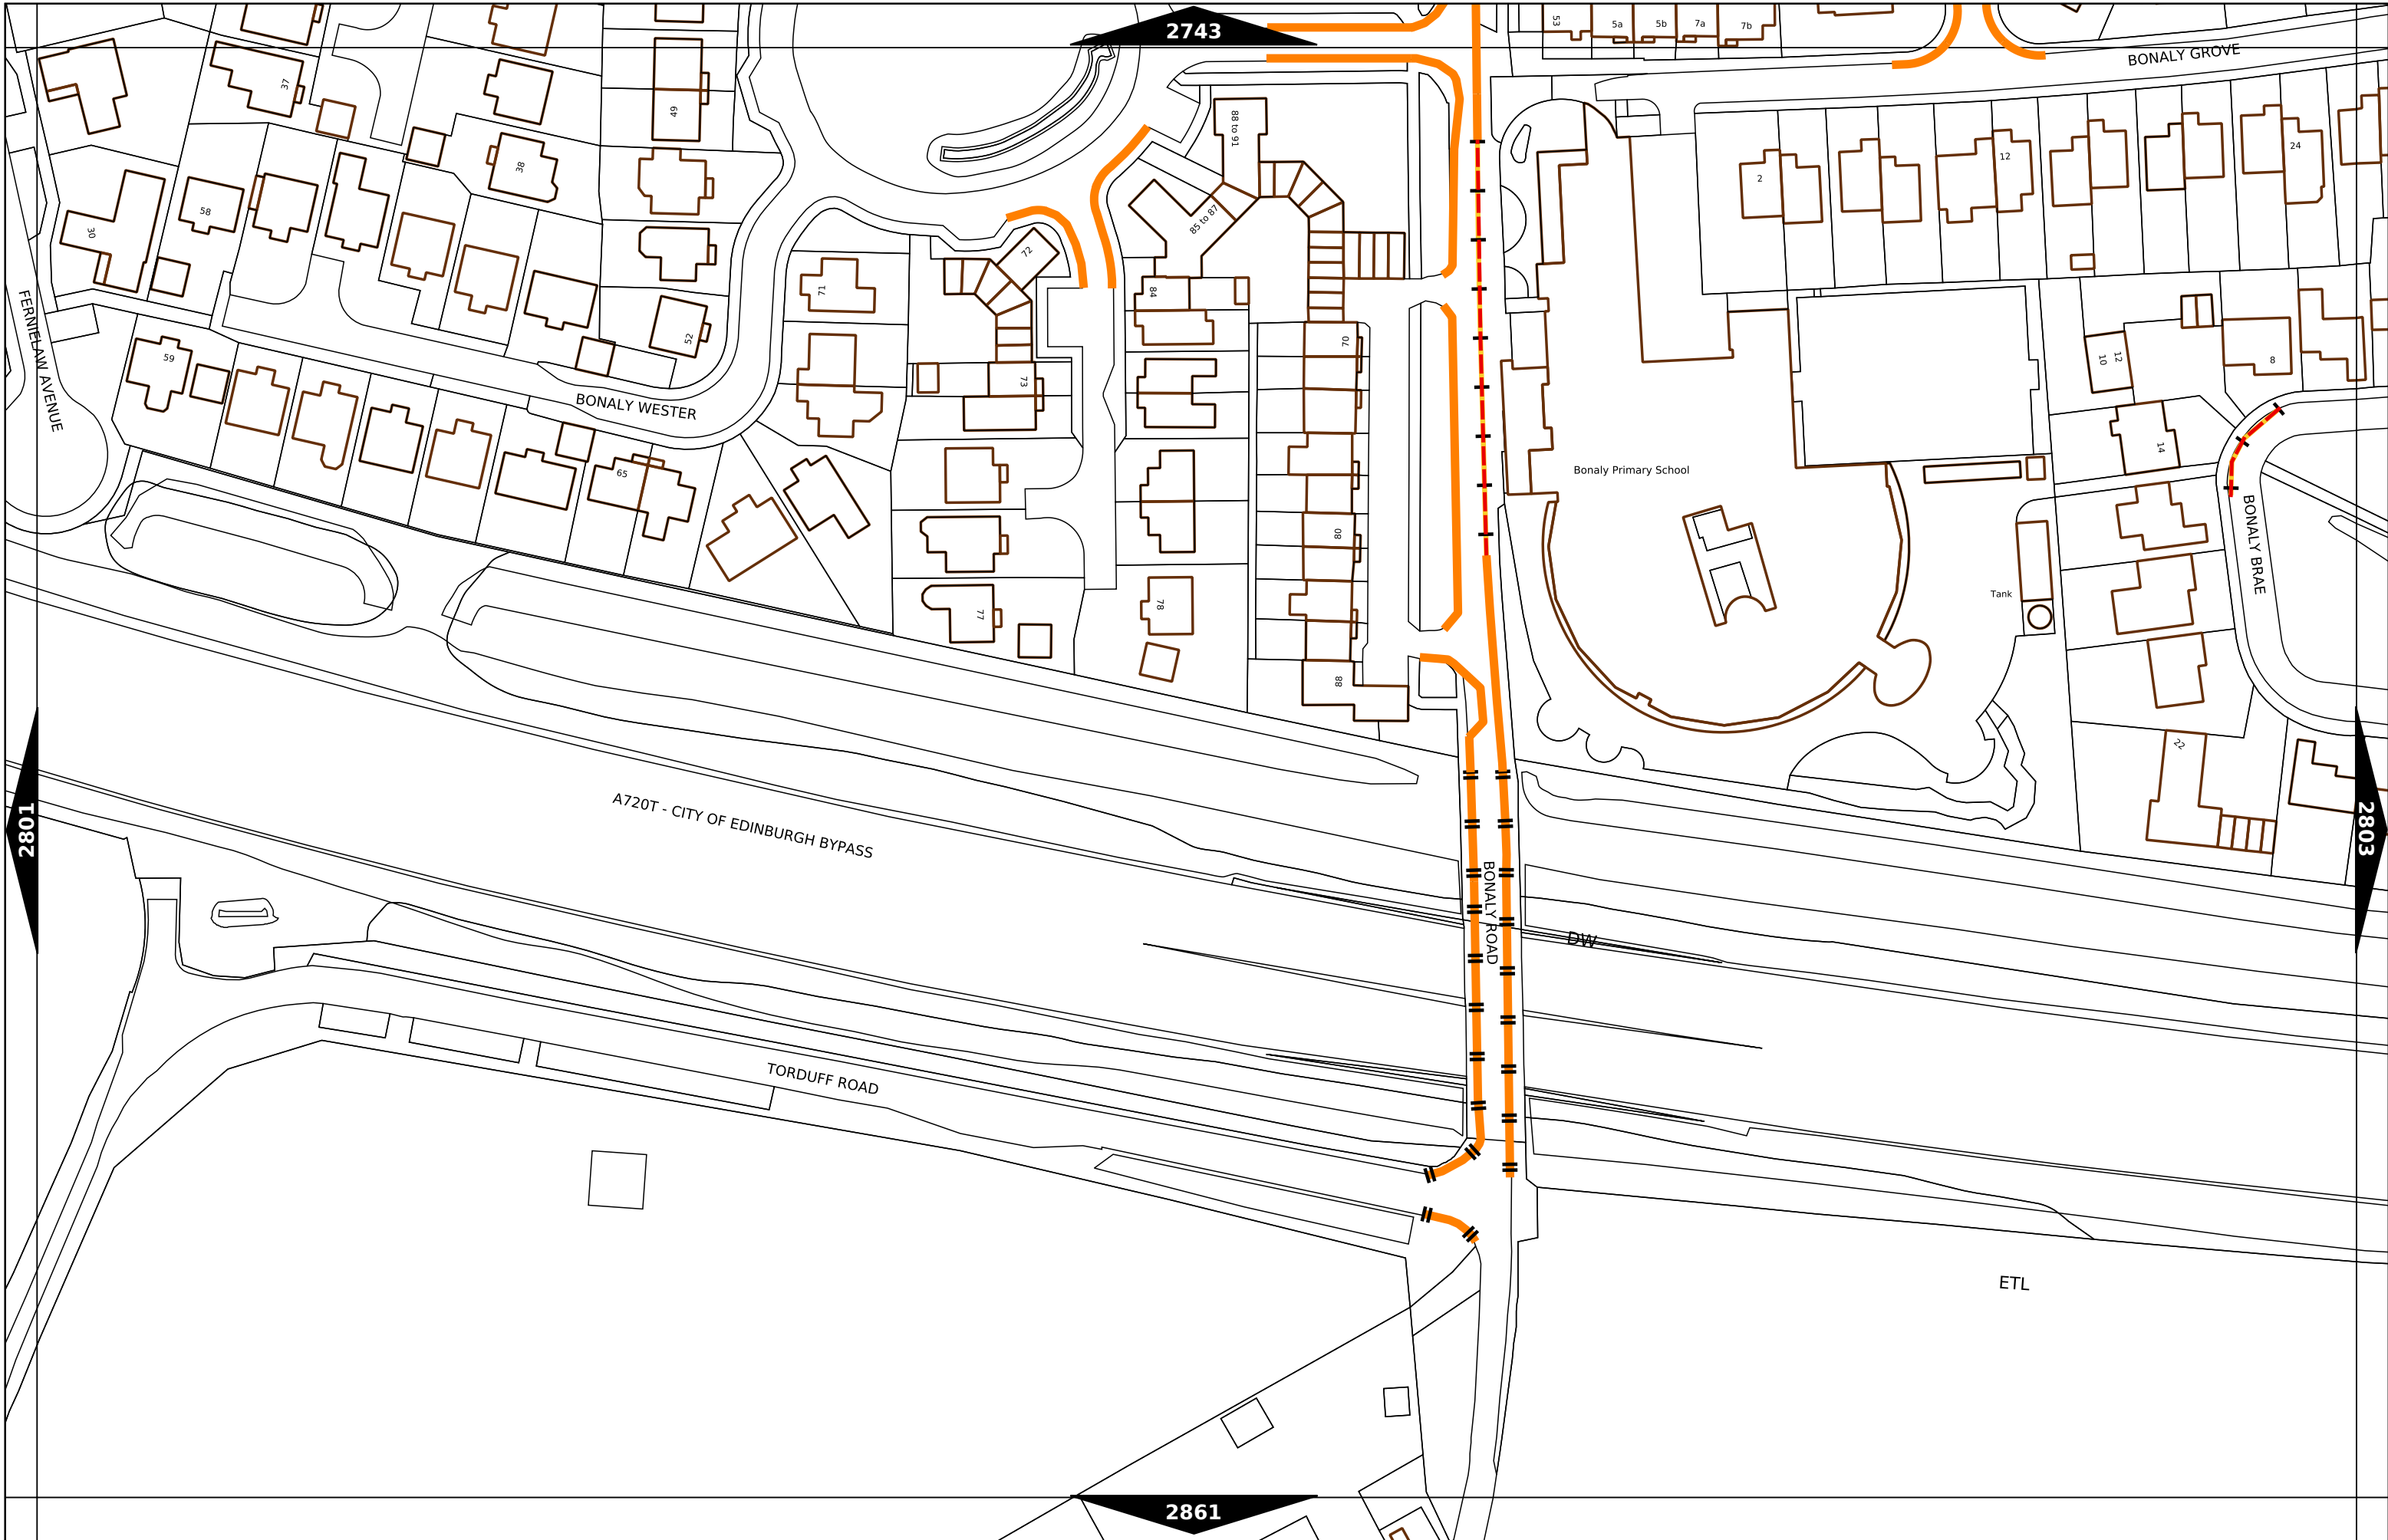 2743
53
5a
5b
7a
7b
BONALY GROVE
37
49
88 to 91
38
12
24
2
58
30
85 to 87
72
71
84
FERNIELAW AVENUE
59
52
70
10
12
8
73
BONALY WESTER
14
65
Bonaly Primary School
80
BONALY BRAE
Tank
77
78
88
22
2801
A720T - CITY OF EDINBURGH BYPASS
2803
BONALY ROAD
DW
TORDUFF ROAD
ETL
2861